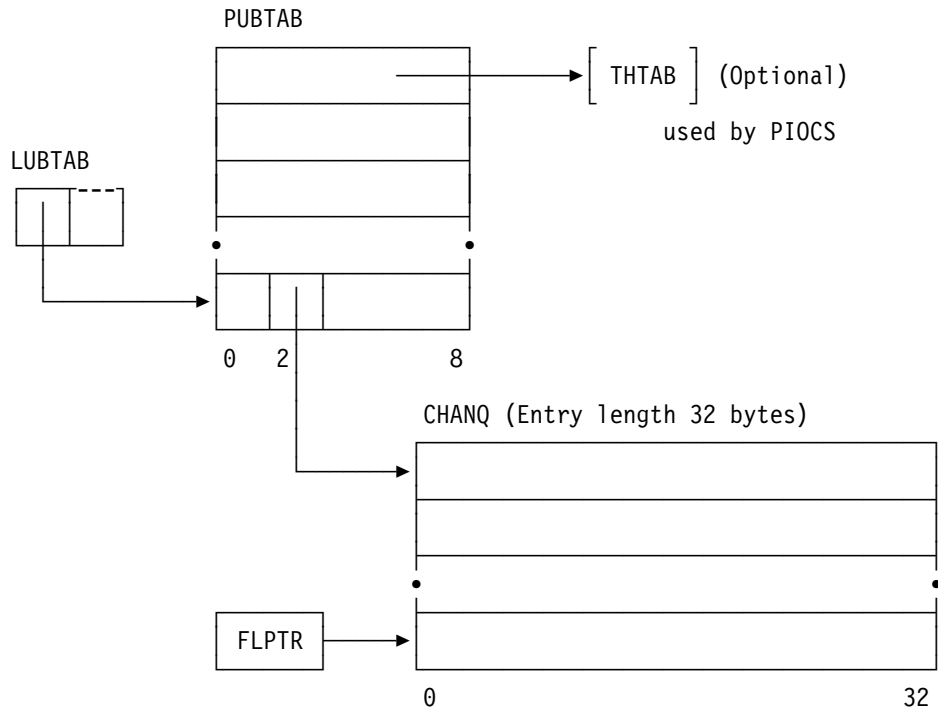 PUBTAB
THTAB (Optional)
used by PIOCS
LUBTAB
0 2 8
CHANQ (Entry length 32 bytes)
FLPTR
0 32